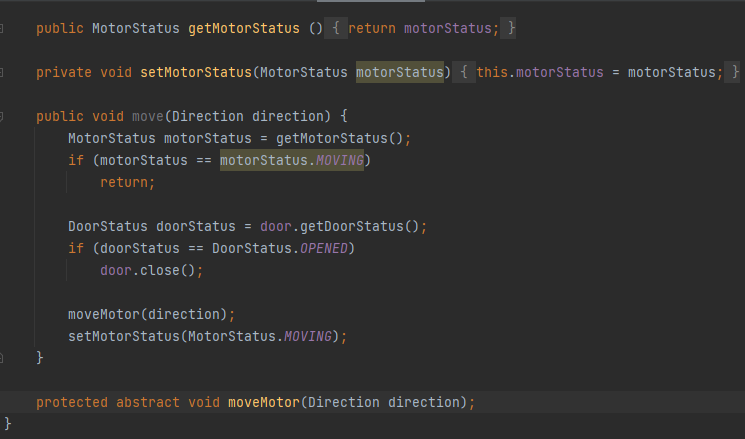 public MotorStatus getMotorStatus () { return motorStatus; }
private void setMotorStatus(MotorStatus motorStatus) { this.motorStatus = motorStatus; }
public void move(Direction direction) {
MotorStatus motorStatus = getMotorStatus();
if (motorStatus == motorStatus.MOVING)
return;
DoorStatus doorStatus = door.getDoorStatus();
if (doorStatus == DoorStatus.OPENED)
door.close();
moveMotor(direction);
setMotorStatus(MotorStatus.MOVING);
}
protected abstract void moveMotor(Direction direction);
}